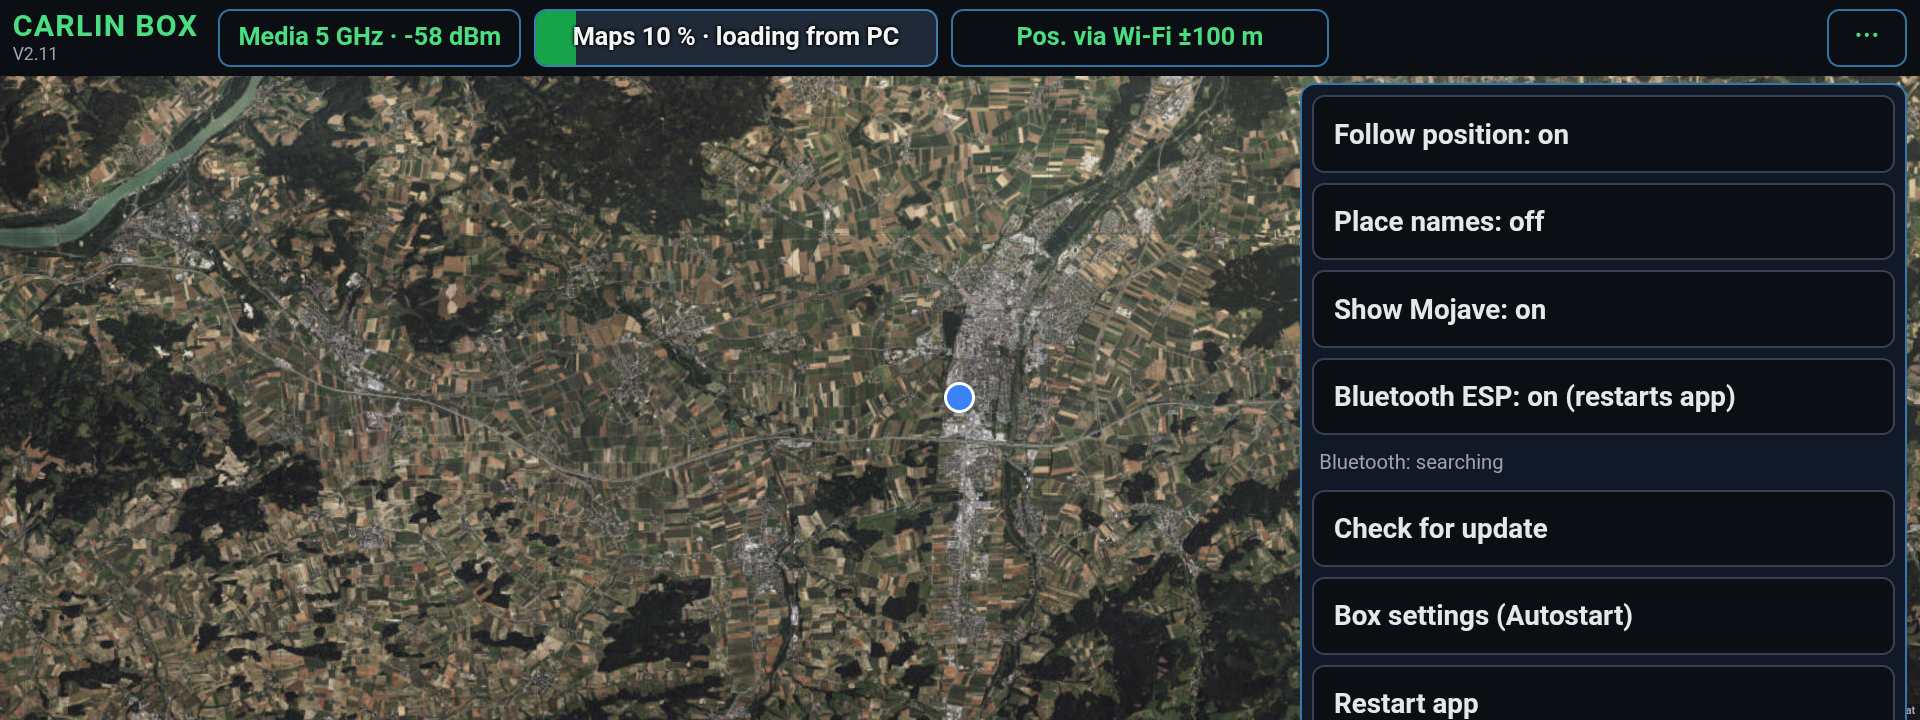 CARLIN BOX
V2.11
Media 5 GHz · -58 dBm
Maps 10 % · loading from PC
Pos. via Wi-Fi ±100 m
···
Follow position: on
Place names: off
Show Mojave: on
Bluetooth ESP: on (restarts app)
Bluetooth: searching
Check for update
Box settings (Autostart)
Restart app
at